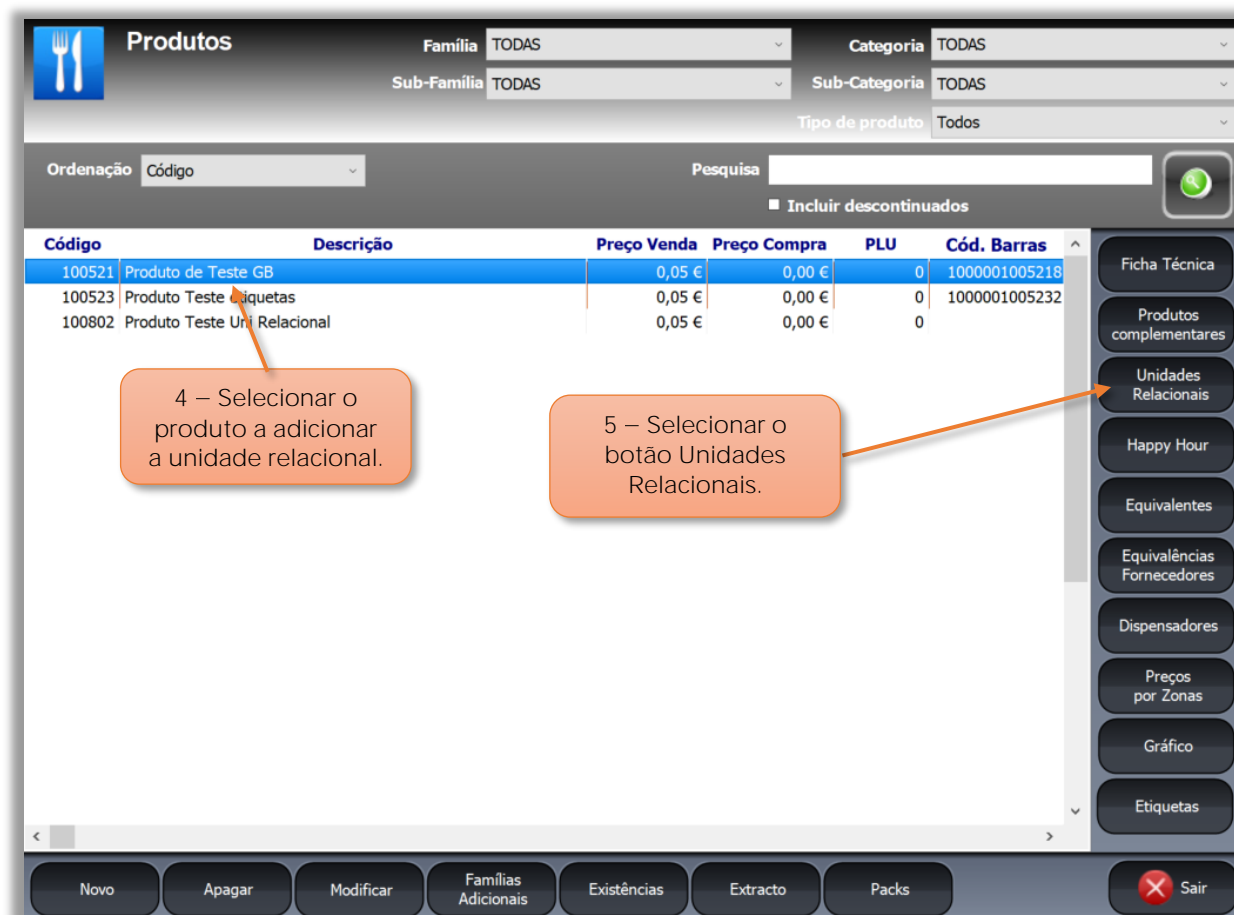 Produtos
Família TODAS
Categoria TODAS
Sub-Família TODAS
Sub-Categoria TODAS
Tipo de produto Todos
Ordenação Código
Pesquisa
Incluir descontinuados
Código Descrição Preço Venda Preço Compra PLU Cód. Barras
100521 Produto de Teste GB 0,05 € 0,00 € 0 1000001005218
100523 Produto Teste etiquetas 0,05 € 0,00 € 0 1000001005232
100802 Produto Teste Uni Relacional 0,05 € 0,00 € 0
4 – Selecionar o
produto a adicionar
a unidade relacional.
5 – Selecionar o
botão Unidades
Relacionais.
Ficha Técnica
Produtos
complementares
Unidades
Relacionais
Happy Hour
Equivalentes
Equivalências
Fornecedores
Dispensadores
Preços
por Zonas
Gráfico
Etiquetas
Novo
Apagar
Modificar
Famílias
Adicionais
Existências
Extracto
Packs
Sair